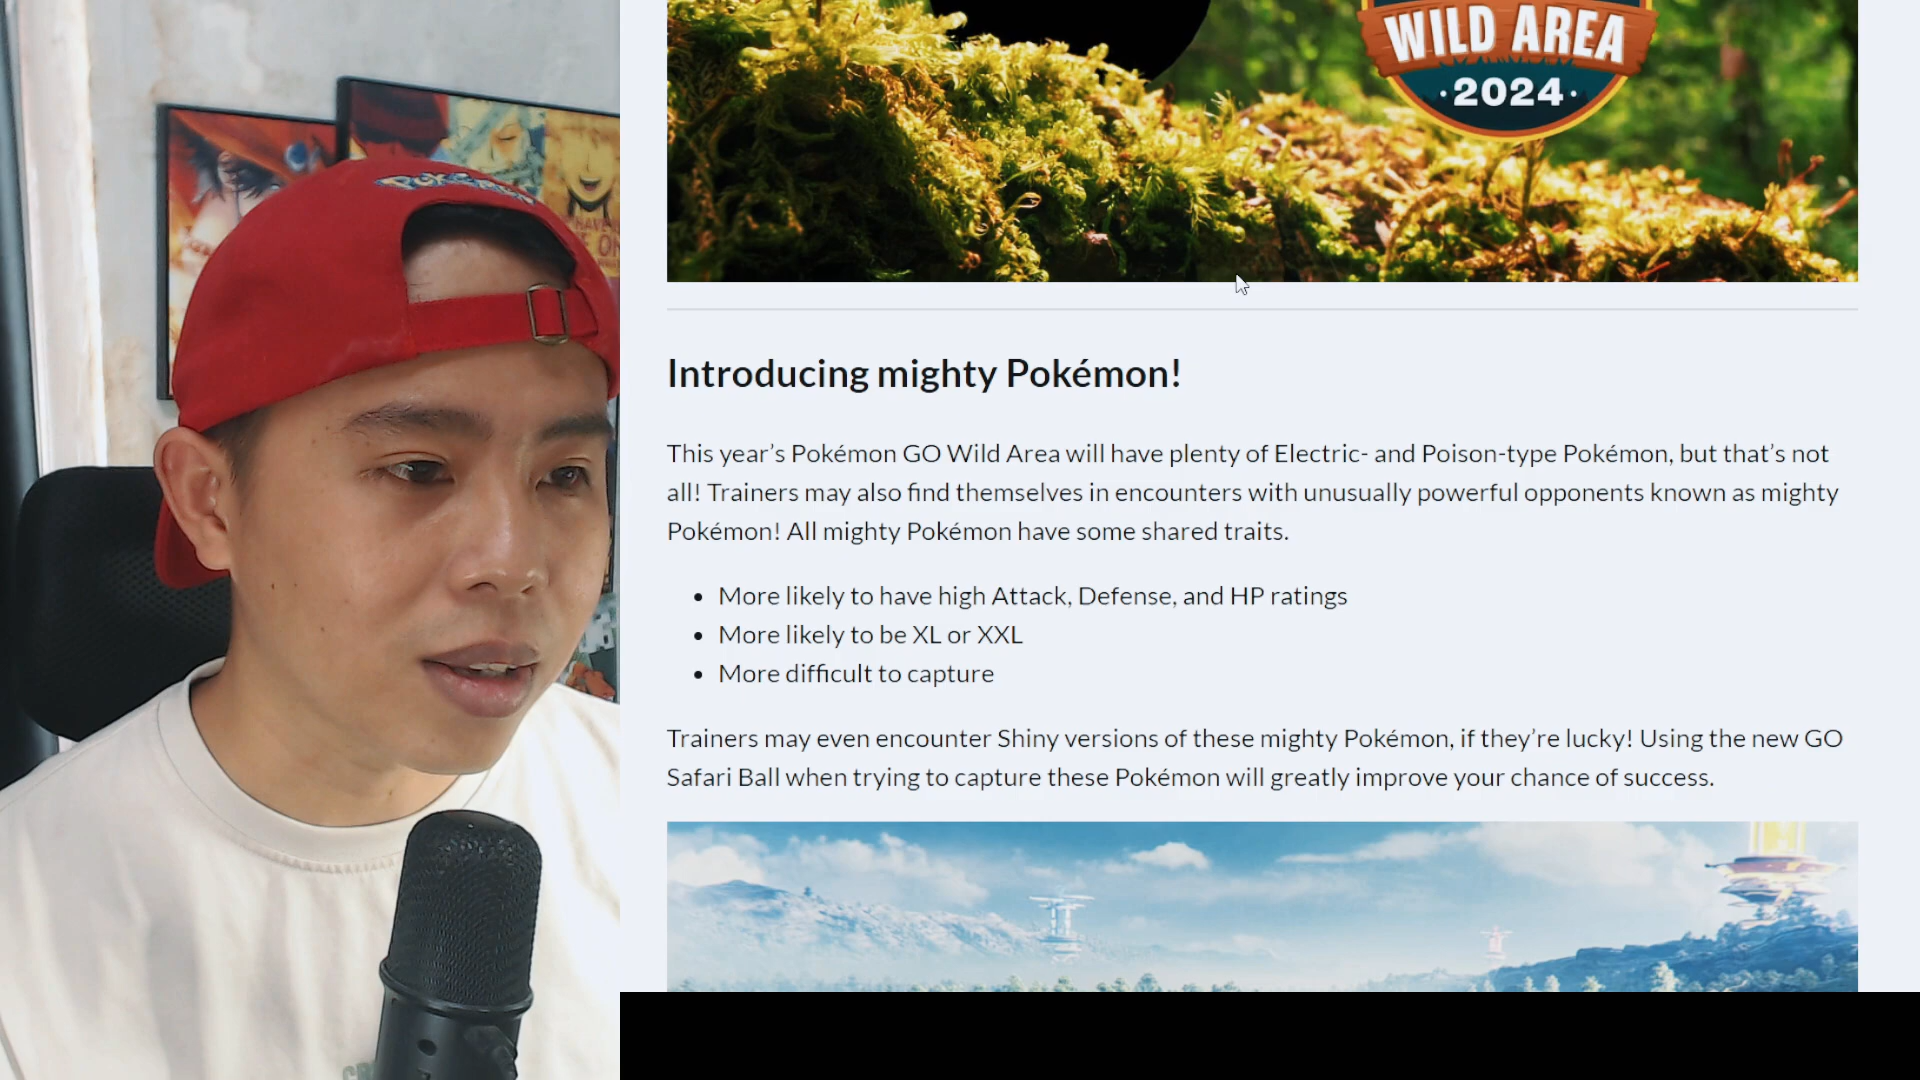 WILD AREA
·2024·
Pokémon
Introducing mighty Pokémon!
This year’s Pokémon GO Wild Area will have plenty of Electric- and Poison-type Pokémon, but that’s not
all! Trainers may also find themselves in encounters with unusually powerful opponents known as mighty
Pokémon! All mighty Pokémon have some shared traits.
• More likely to have high Attack, Defense, and HP ratings
• More likely to be XL or XXL
• More difficult to capture
Trainers may even encounter Shiny versions of these mighty Pokémon, if they’re lucky! Using the new GO
Safari Ball when trying to capture these Pokémon will greatly improve your chance of success.